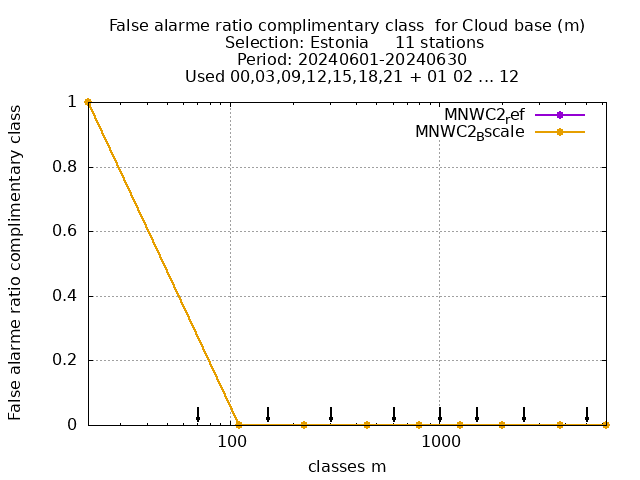 False alarme ratio complimentary class  for Cloud base (m)
Selection: Estonia     11 stations
Period: 20240601-20240630
Used 00,03,09,12,15,18,21 + 01 02 ... 12
False alarme ratio complimentary class
1
0.8
0.6
0.4
0.2
0
MNWC2ref
MNWC2Bscale
100
1000
classes m